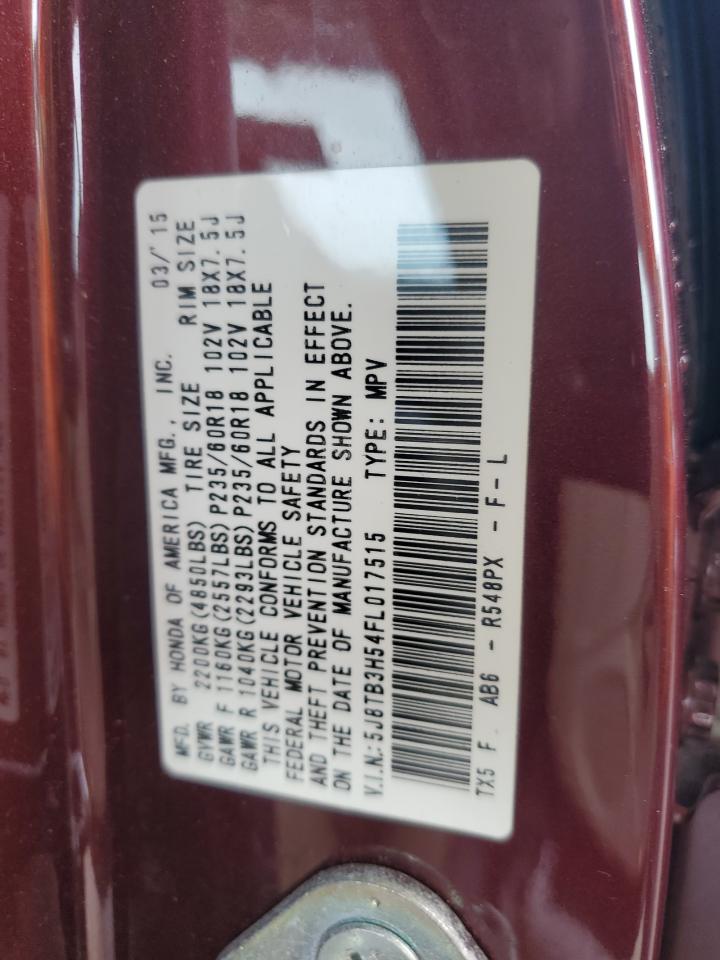 MFD. BY HONDA OF AMERICA MFG., INC. 03/'15
GVWR 2200KG(4850LBS) TIRE SIZE RIM SIZE
GAWR F 1160KG(2557LBS)P235/60R18 102V 18X7.5J
GAWR R 1040KG(2293LBS)P235/60R18 102V 18X7.5J
THIS VEHICLE CONFORMS TO ALL APPLICABLE
FEDERAL MOTOR VEHICLE SAFETY
AND THEFT PREVENTION STANDARDS IN EFFECT
ON THE DATE OF MANUFACTURE SHOWN ABOVE.
V.I.N.:5J8TB3H54FL017515 TYPE: MPV
TX5 F AB6 - R548PX - F - L